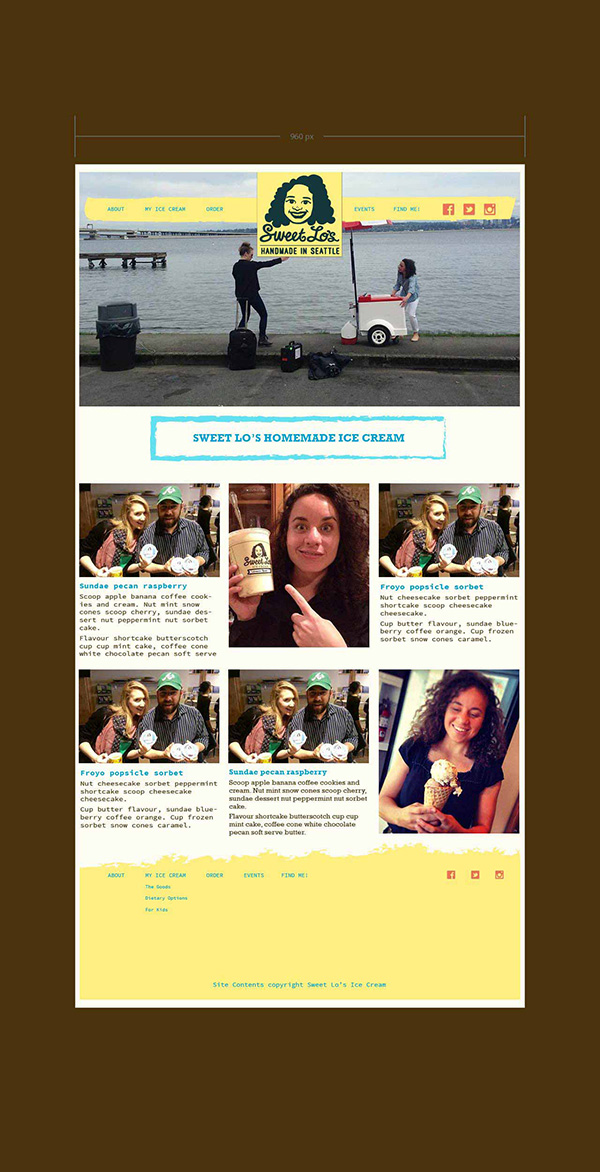 960 px
ABOUT MY ICE CREAM ORDER EVENTS FIND ME!
Sweet Lo's
HANDMADE IN SEATTLE
SWEET LO'S HOMEMADE ICE CREAM
Sundae pecan raspberry
Scoop apple banana coffee cook-
ies and cream. Nut mint snow
cones scoop cherry, sundae des-
sert nut peppermint nut sorbet
cake.
Flavour shortcake butterscotch
cup cup mint cake, coffee cone
white chocolate pecan soft serve
Sweet Lo's
Froyo popsicle sorbet
Nut cheesecake sorbet peppermint
shortcake scoop cheesecake
cheesecake.
Cup butter flavour, sundae blue-
berry coffee orange. Cup frozen
sorbet snow cones caramel.
Froyo popsicle sorbet
Nut cheesecake sorbet peppermint
shortcake scoop cheesecake
cheesecake.
Cup butter flavour, sundae blue-
berry coffee orange. Cup frozen
sorbet snow cones caramel.
Sundae pecan raspberry
Scoop apple banana coffee cookies and
cream. Nut mint snow cones scoop cherry,
sundae dessert nut peppermint nut sorbet
cake.
Flavour shortcake butterscotch cup cup
mint cake, coffee cone white chocolate
pecan soft serve butter.
ABOUT MY ICE CREAM ORDER EVENTS FIND ME!
The Goods
Dietary Options
For Kids
Site Contents copyright Sweet Lo's Ice Cream